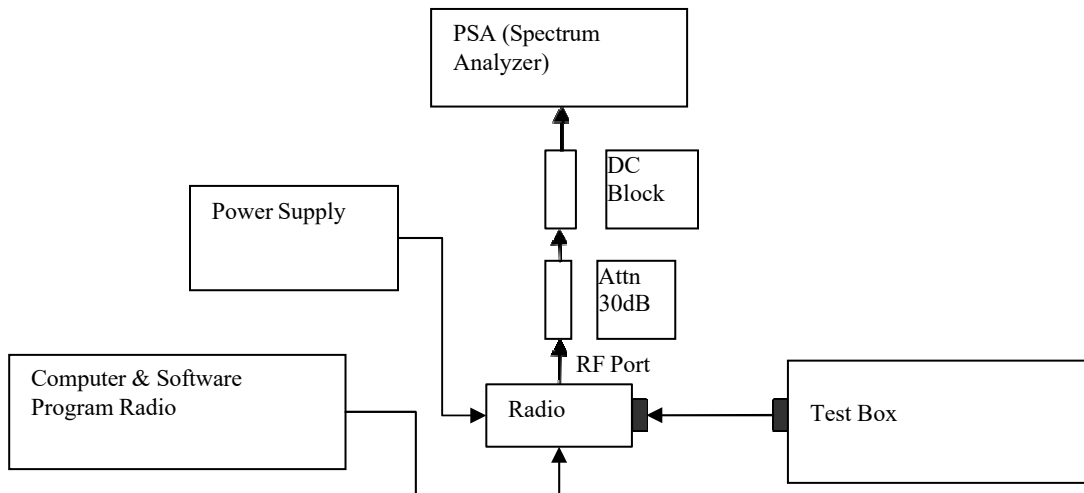 PSA (Spectrum
Analyzer)
DC
Block
Power Supply
Attn
30dB
RF Port
Computer & Software
Program Radio
Radio
Test Box